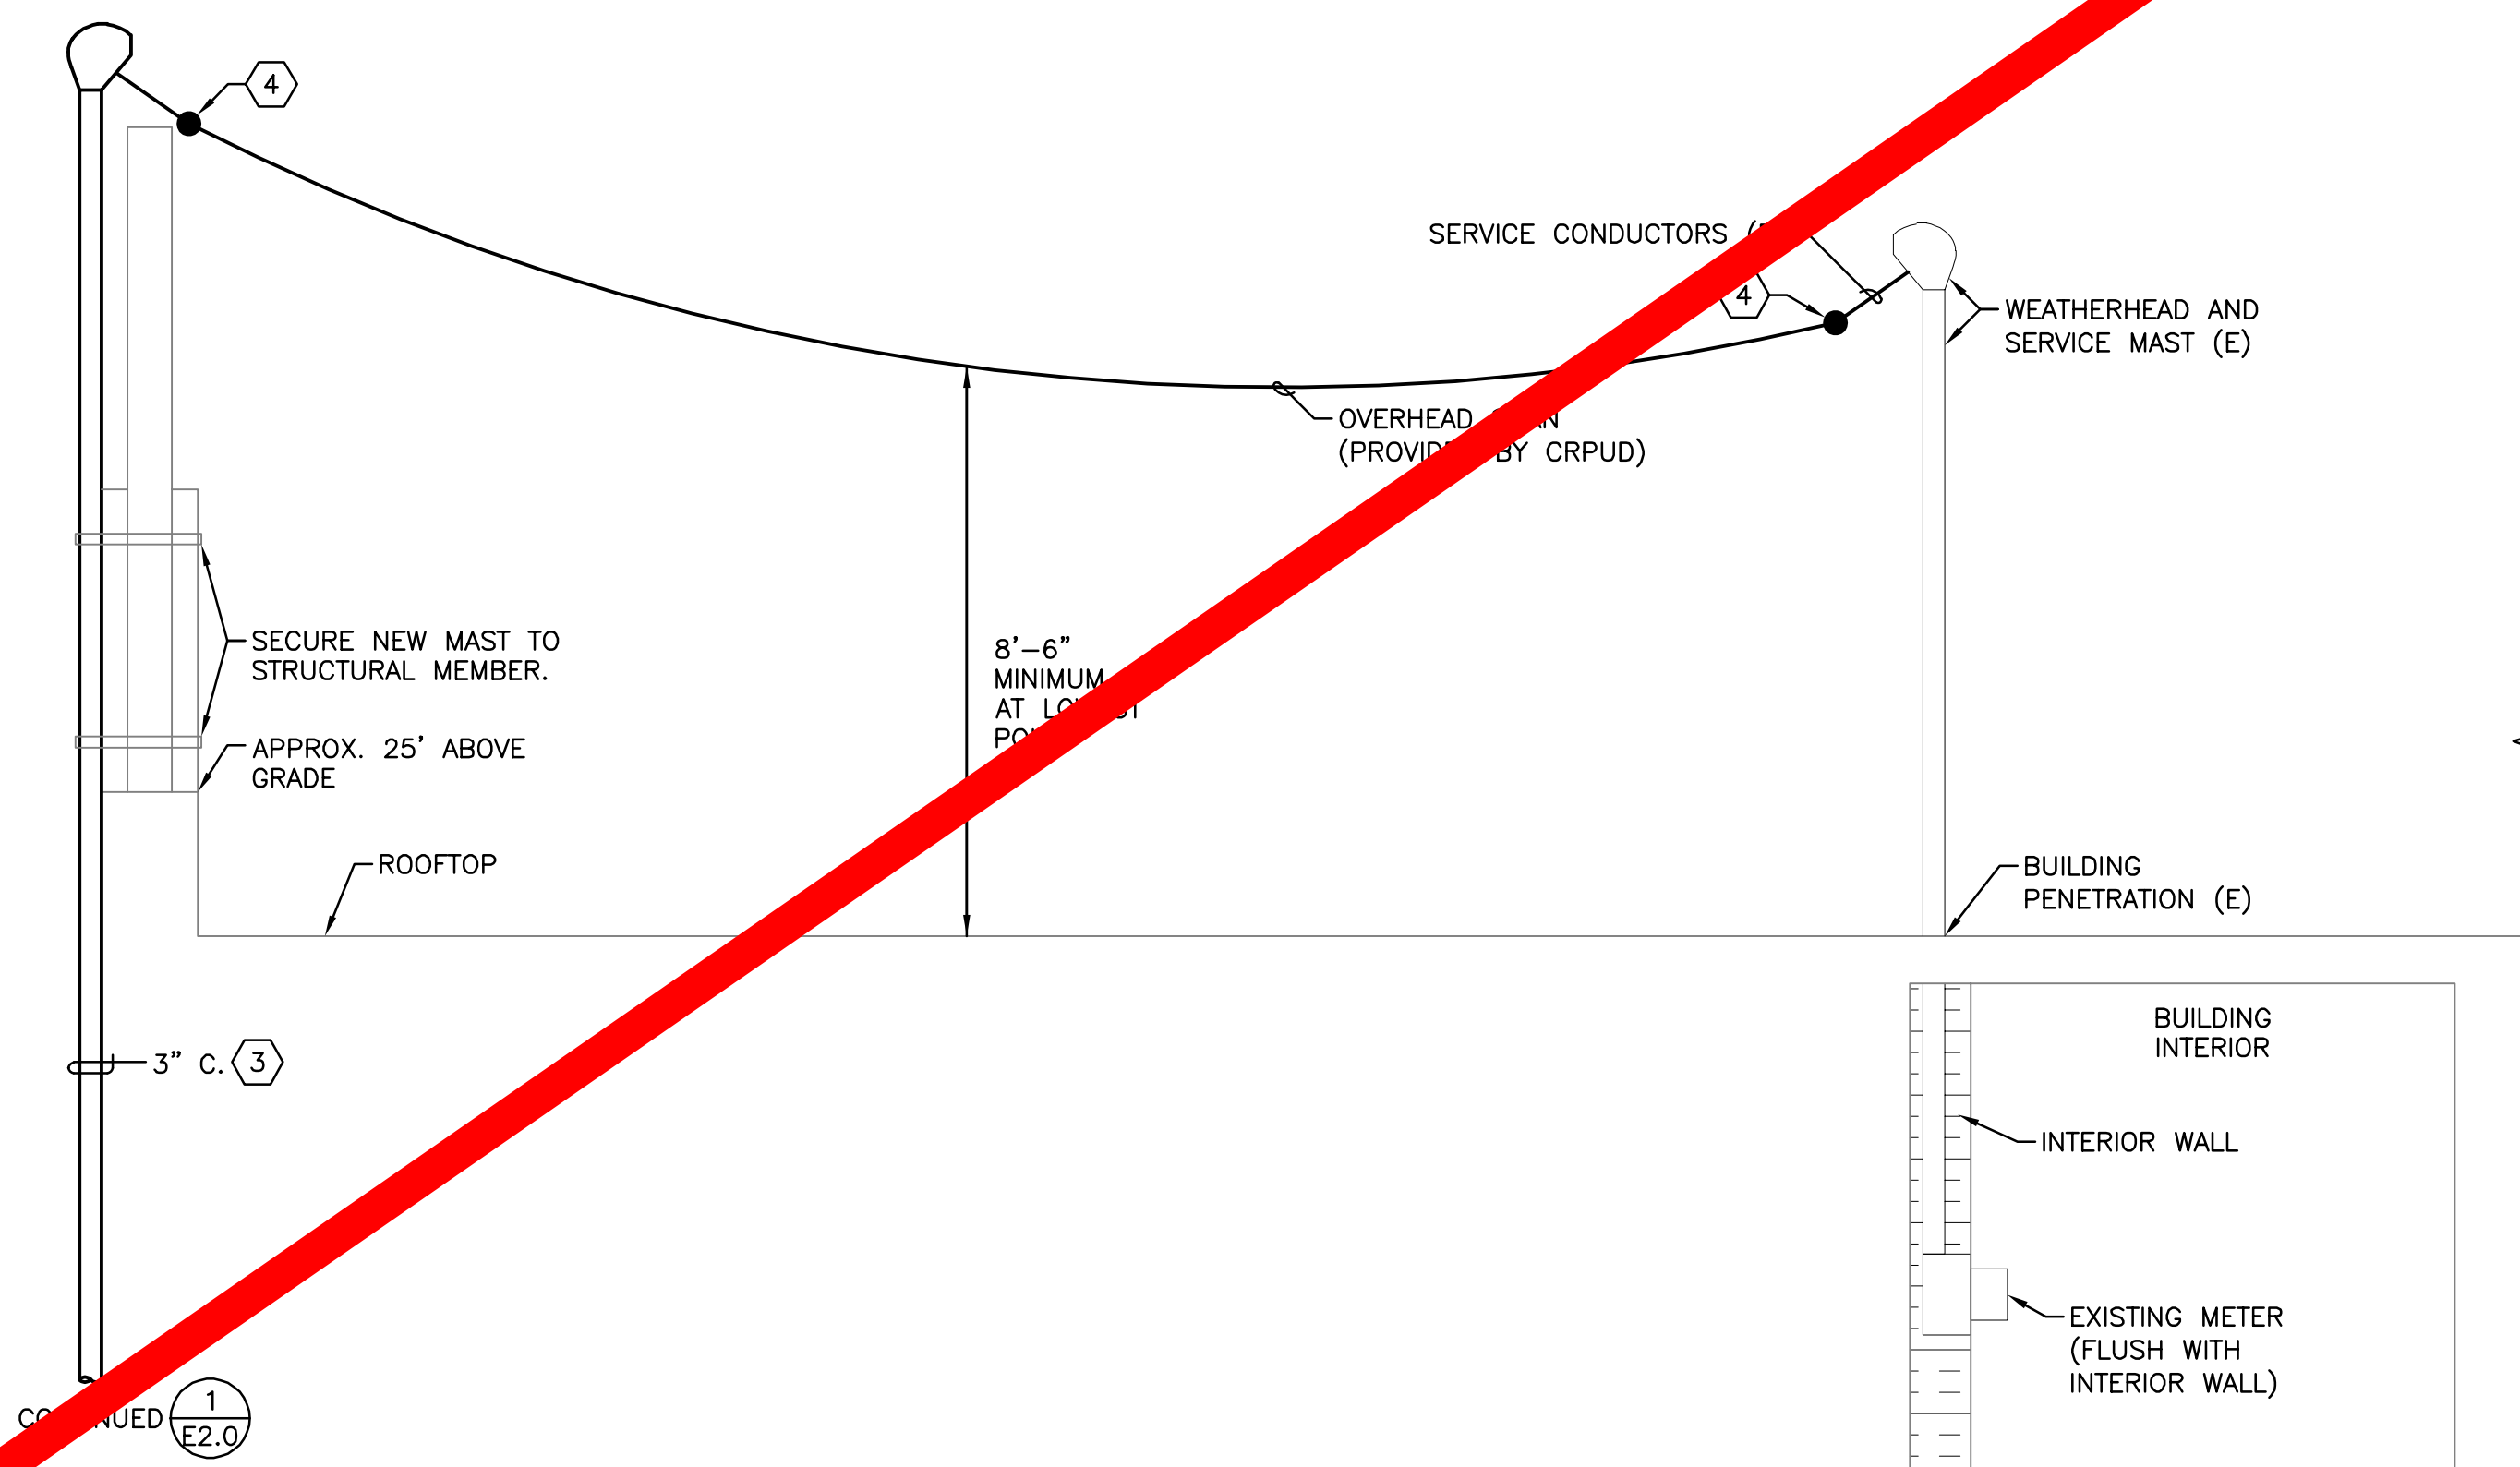 4
SERVICE CONDUCTORS
4
WEATHERHEAD AND
SERVICE MAST (E)
OVERHEAD
BY CRPUD)
SECURE NEW MAST TO
STRUCTURAL MEMBER.
8'-6"
MINIMUM
AT
APPROX. 25' ABOVE
GRADE
ROOFTOP
BUILDING
PENETRATION (E)
3" C. 3
BUILDING
INTERIOR
INTERIOR WALL
EXISTING METER
(FLUSH WITH
INTERIOR WALL)
1
E2.0